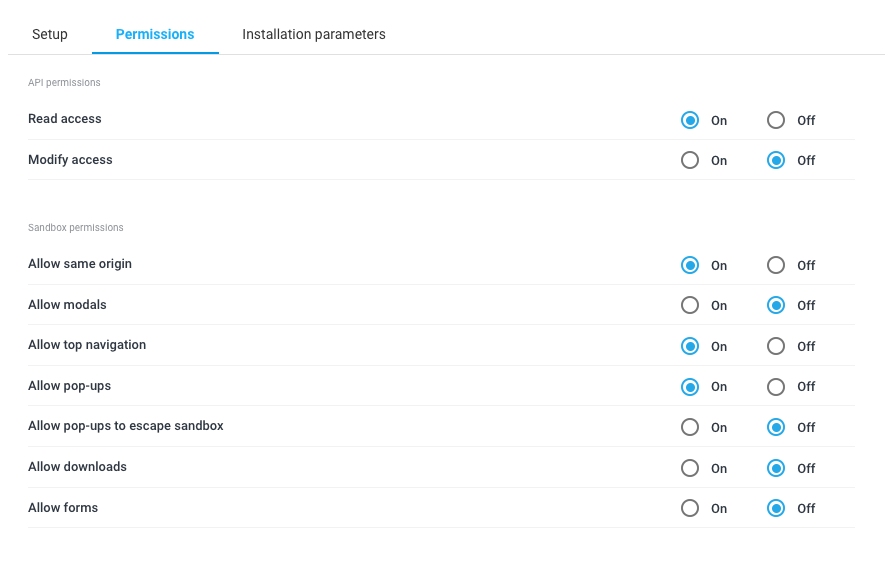 Setup Permissions Installation parameters
API permissions
Read access On Off
Modify access On Off
Sandbox permissions
Allow same origin On Off
Allow modals On Off
Allow top navigation On Off
Allow pop-ups On Off
Allow pop-ups to escape sandbox On Off
Allow downloads On Off
Allow forms On Off